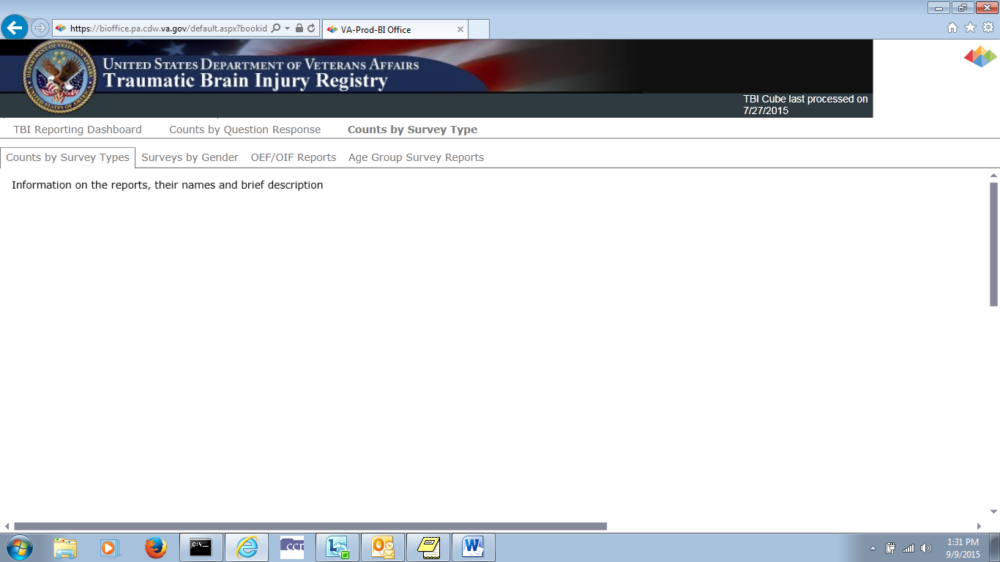 https://bioffice.pa.cdw.va.gov/default.aspx?bookid
VA-Prod-BI Office
UNITED STATES DEPARTMENT OF VETERANS AFFAIRS
Traumatic Brain Injury Registry
TBI Cube last processed on
7/27/2015
TBI Reporting Dashboard Counts by Question Response Counts by Survey Type
Counts by Survey Types Surveys by Gender OEF/OIF Reports Age Group Survey Reports
Information on the reports, their names and brief description
C:\
1:31 PM
9/9/2015